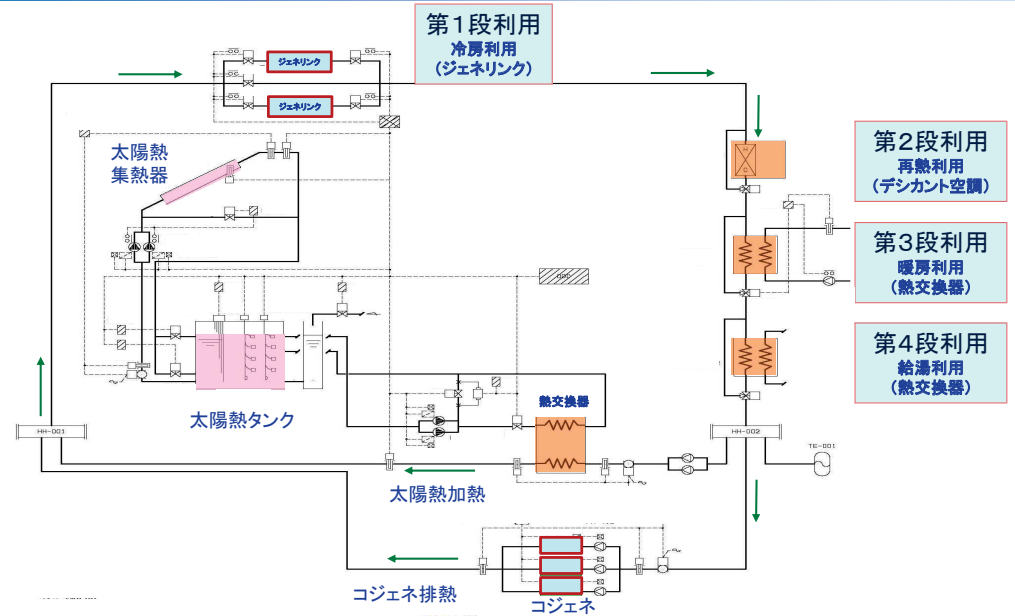 第1段利用
冷房利用
(ジェネリンク)
ジェネリンク
ジェネリンク
太陽熱
集熱器
第2段利用
再熱利用
(デシカント空調)
H
C
第3段利用
暖房利用
(熱交換器)
DDC
第4段利用
給湯利用
(熱交換器)
太陽熱タンク
熱交換器
HH-001
HH-002
TE-001
太陽熱加熱
コジェネ排熱
コジェネ